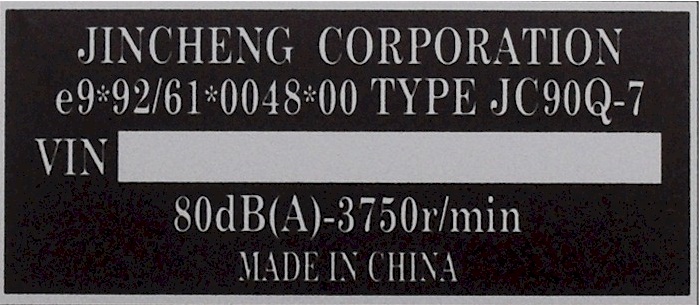 JINCHENG CORPORATION
e9*92/61*0048*00 TYPE JC90Q-7
VIN
80dB(A)-3750r/min
MADE IN CHINA